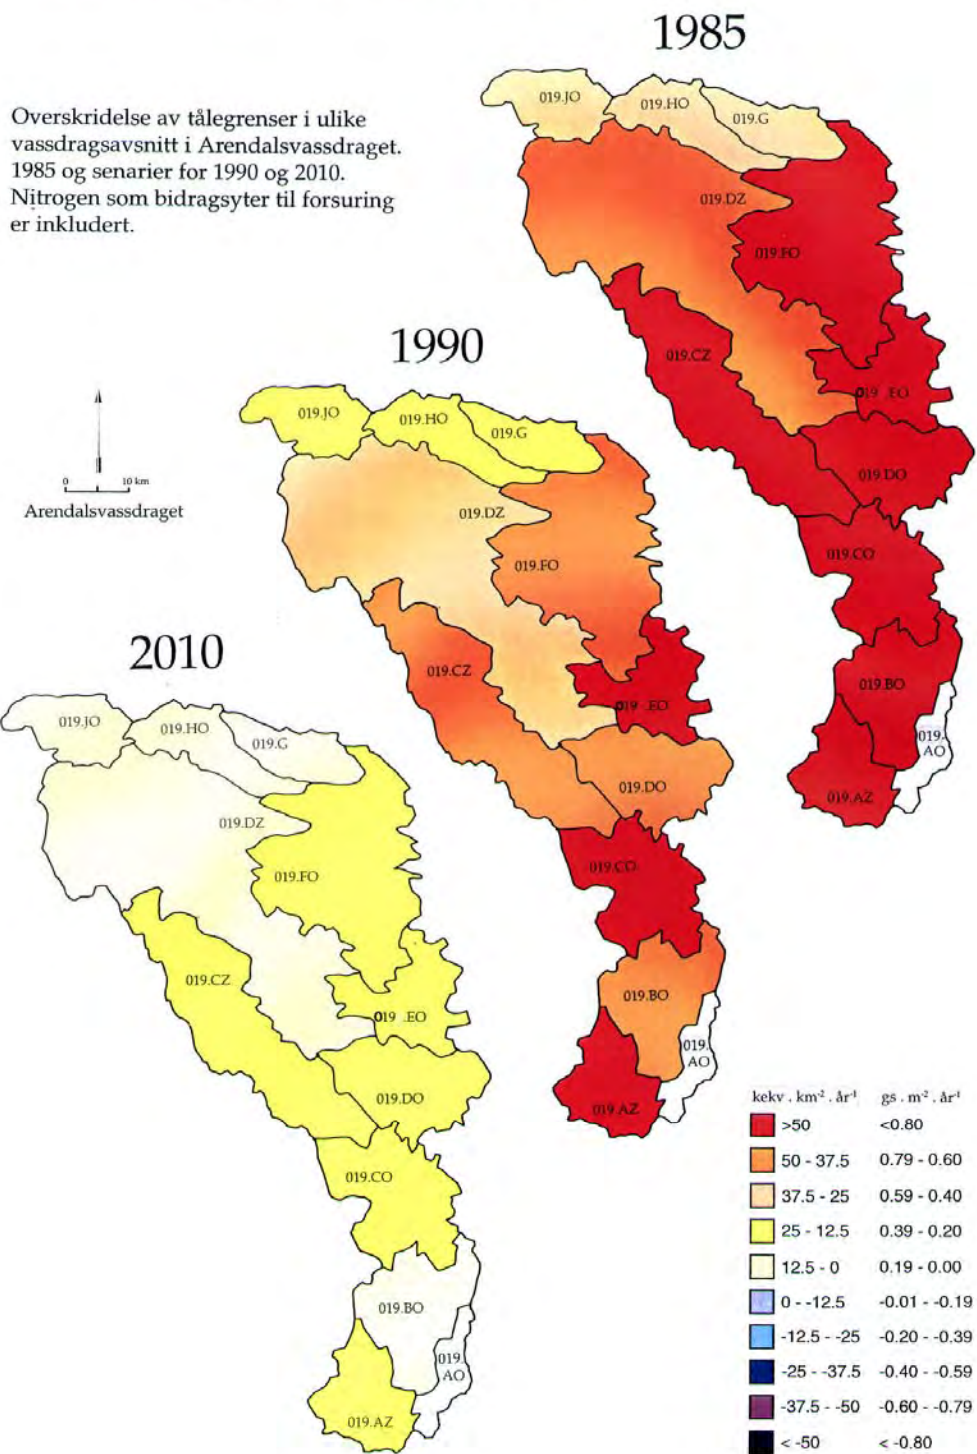 1985
Overskridelse av tålegrenser i ulike
vassdragsavsnitt i Arendalsvassdraget.
1985 og senarier for 1990 og 2010.
Nitrogen som bidragsyter til forsuring
er inkludert.
019.JO
019.HO
019.G
019.DZ
019.FO
019.CZ
019 .EO
019.DO
019.CO
019.BO
019.
AO
019.AZ
1990
019.JO
019.HO
019.G
019.DZ
019.FO
019.CZ
019 .EO
019.DO
019.CO
019.BO
019.
AO
019.AZ
0 10 km
Arendalsvassdraget
2010
019.JO
019.HO
019.G
019.DZ
019.FO
019.CZ
019 .EO
019.DO
019.CO
019.BO
019.
AO
019.AZ
kekv . km⁻² . år⁻¹ gs . m⁻² . år⁻¹
>50 <0.80
50 - 37.5 0.79 - 0.60
37.5 - 25 0.59 - 0.40
25 - 12.5 0.39 - 0.20
12.5 - 0 0.19 - 0.00
0 - -12.5 -0.01 - -0.19
-12.5 - -25 -0.20 - -0.39
-25 - -37.5 -0.40 - -0.59
-37.5 - -50 -0.60 - -0.79
< -50 < -0.80